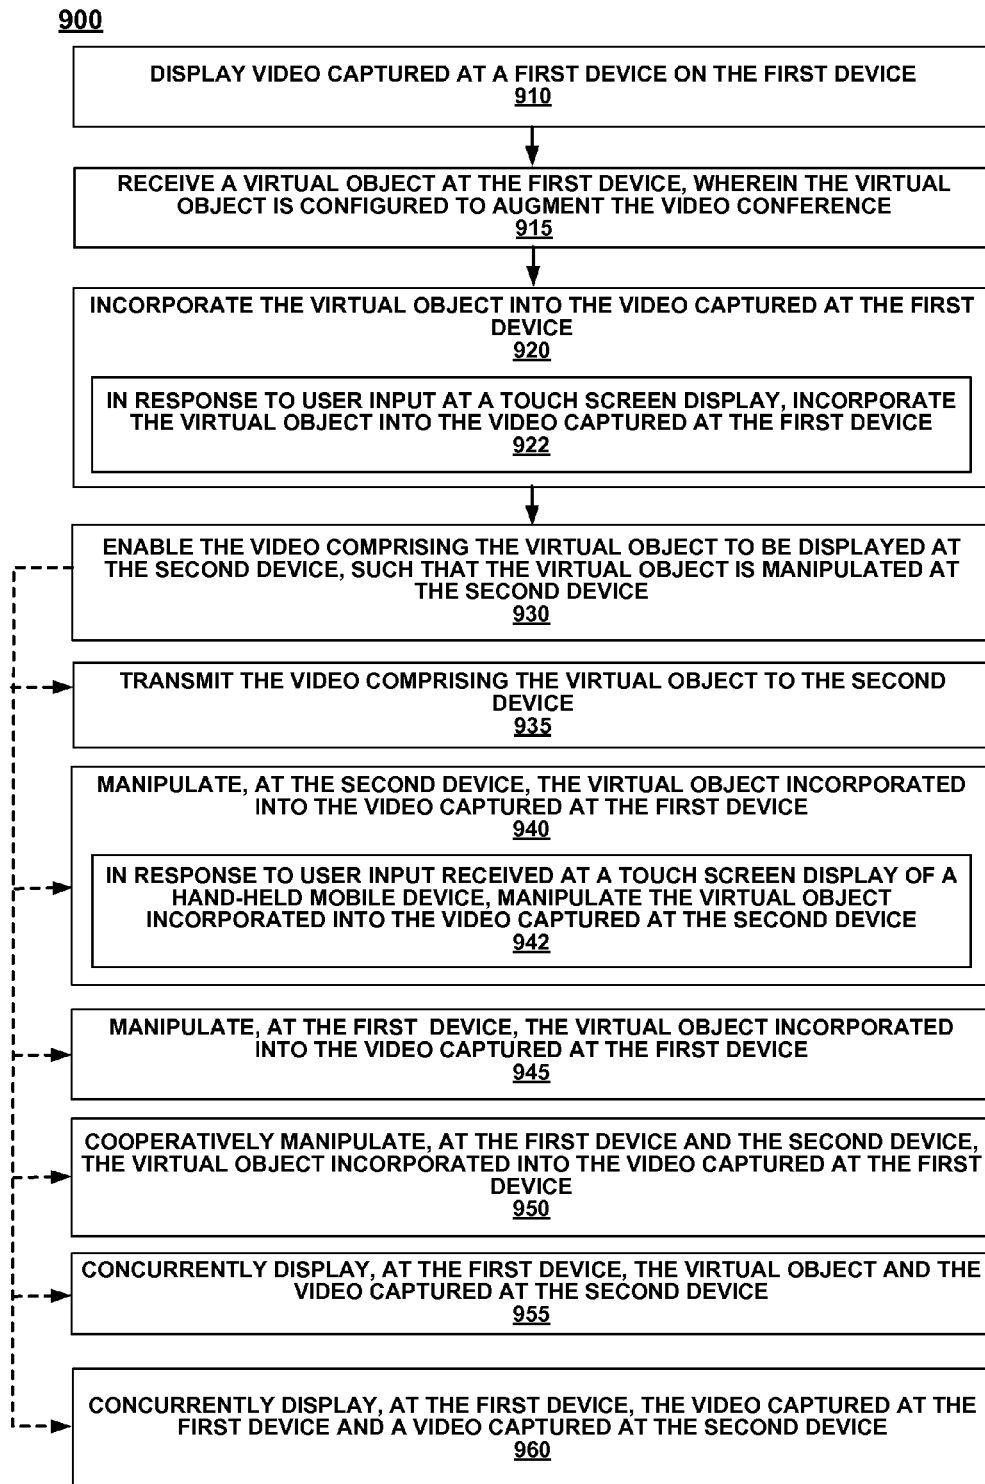 900
DISPLAY VIDEO CAPTURED AT A FIRST DEVICE ON THE FIRST DEVICE
910
RECEIVE A VIRTUAL OBJECT AT THE FIRST DEVICE, WHEREIN THE VIRTUAL
OBJECT IS CONFIGURED TO AUGMENT THE VIDEO CONFERENCE
915
INCORPORATE THE VIRTUAL OBJECT INTO THE VIDEO CAPTURED AT THE FIRST
DEVICE
920
IN RESPONSE TO USER INPUT AT A TOUCH SCREEN DISPLAY, INCORPORATE
THE VIRTUAL OBJECT INTO THE VIDEO CAPTURED AT THE FIRST DEVICE
922
ENABLE THE VIDEO COMPRISING THE VIRTUAL OBJECT TO BE DISPLAYED AT
THE SECOND DEVICE, SUCH THAT THE VIRTUAL OBJECT IS MANIPULATED AT
THE SECOND DEVICE
930
TRANSMIT THE VIDEO COMPRISING THE VIRTUAL OBJECT TO THE SECOND
DEVICE
935
MANIPULATE, AT THE SECOND DEVICE, THE VIRTUAL OBJECT INCORPORATED
INTO THE VIDEO CAPTURED AT THE FIRST DEVICE
940
IN RESPONSE TO USER INPUT RECEIVED AT A TOUCH SCREEN DISPLAY OF A
HAND-HELD MOBILE DEVICE, MANIPULATE THE VIRTUAL OBJECT
INCORPORATED INTO THE VIDEO CAPTURED AT THE SECOND DEVICE
942
MANIPULATE, AT THE FIRST DEVICE, THE VIRTUAL OBJECT INCORPORATED
INTO THE VIDEO CAPTURED AT THE FIRST DEVICE
945
COOPERATIVELY MANIPULATE, AT THE FIRST DEVICE AND THE SECOND DEVICE,
THE VIRTUAL OBJECT INCORPORATED INTO THE VIDEO CAPTURED AT THE FIRST
DEVICE
950
CONCURRENTLY DISPLAY, AT THE FIRST DEVICE, THE VIRTUAL OBJECT AND THE
VIDEO CAPTURED AT THE SECOND DEVICE
955
CONCURRENTLY DISPLAY, AT THE FIRST DEVICE, THE VIDEO CAPTURED AT THE
FIRST DEVICE AND A VIDEO CAPTURED AT THE SECOND DEVICE
960